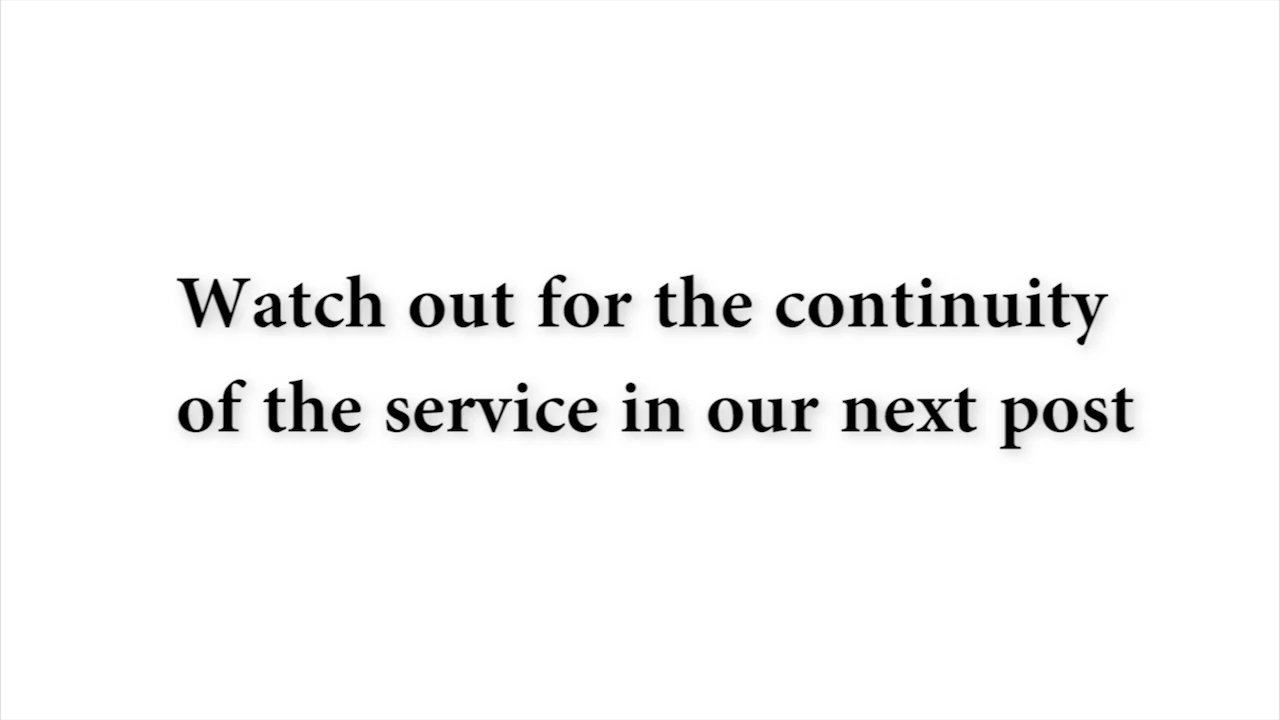 Watch out for the continuity
of the service in our next post